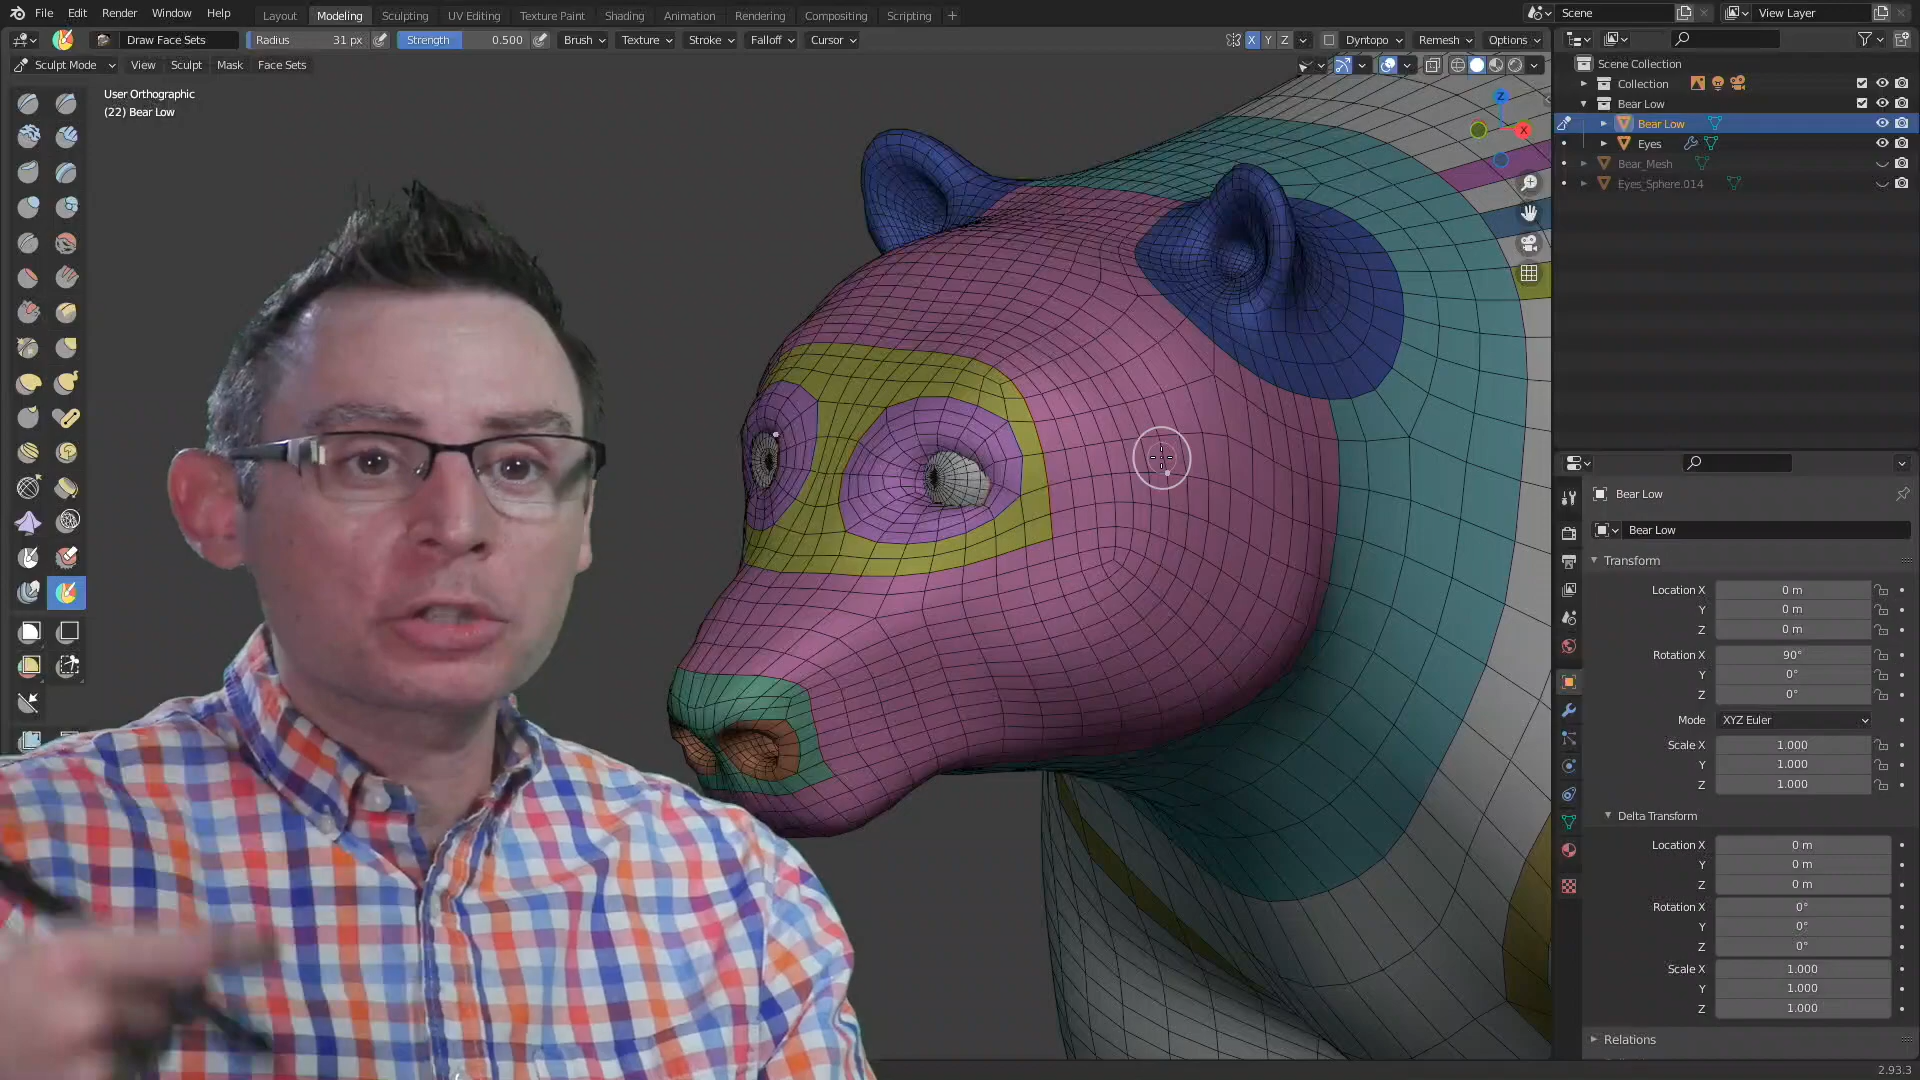 File Edit Render Window Help
Layout Modeling Sculpting UV Editing Texture Paint Shading Animation Rendering Compositing Scripting +
Scene
View Layer
Draw Face Sets
Radius 31 px
Strength 0.500
Brush Texture Stroke Falloff Cursor
X Y Z
Dyntopo Remesh Options
Sculpt Mode View Sculpt Mask Face Sets
User Orthographic
(22) Bear Low
Z
X
Scene Collection
Collection
Bear Low
Bear Low
Eyes
Bear_Mesh
Eyes_Sphere.014
Bear Low
Bear Low
Transform
Location X 0 m
Y 0 m
Z 0 m
Rotation X 90°
Y 0°
Z 0°
Mode XYZ Euler
Scale X 1.000
Y 1.000
Z 1.000
Delta Transform
Location X 0 m
Y 0 m
Z 0 m
Rotation X 0°
Y 0°
Z 0°
Scale X 1.000
Y 1.000
Z 1.000
Relations
2.93.3